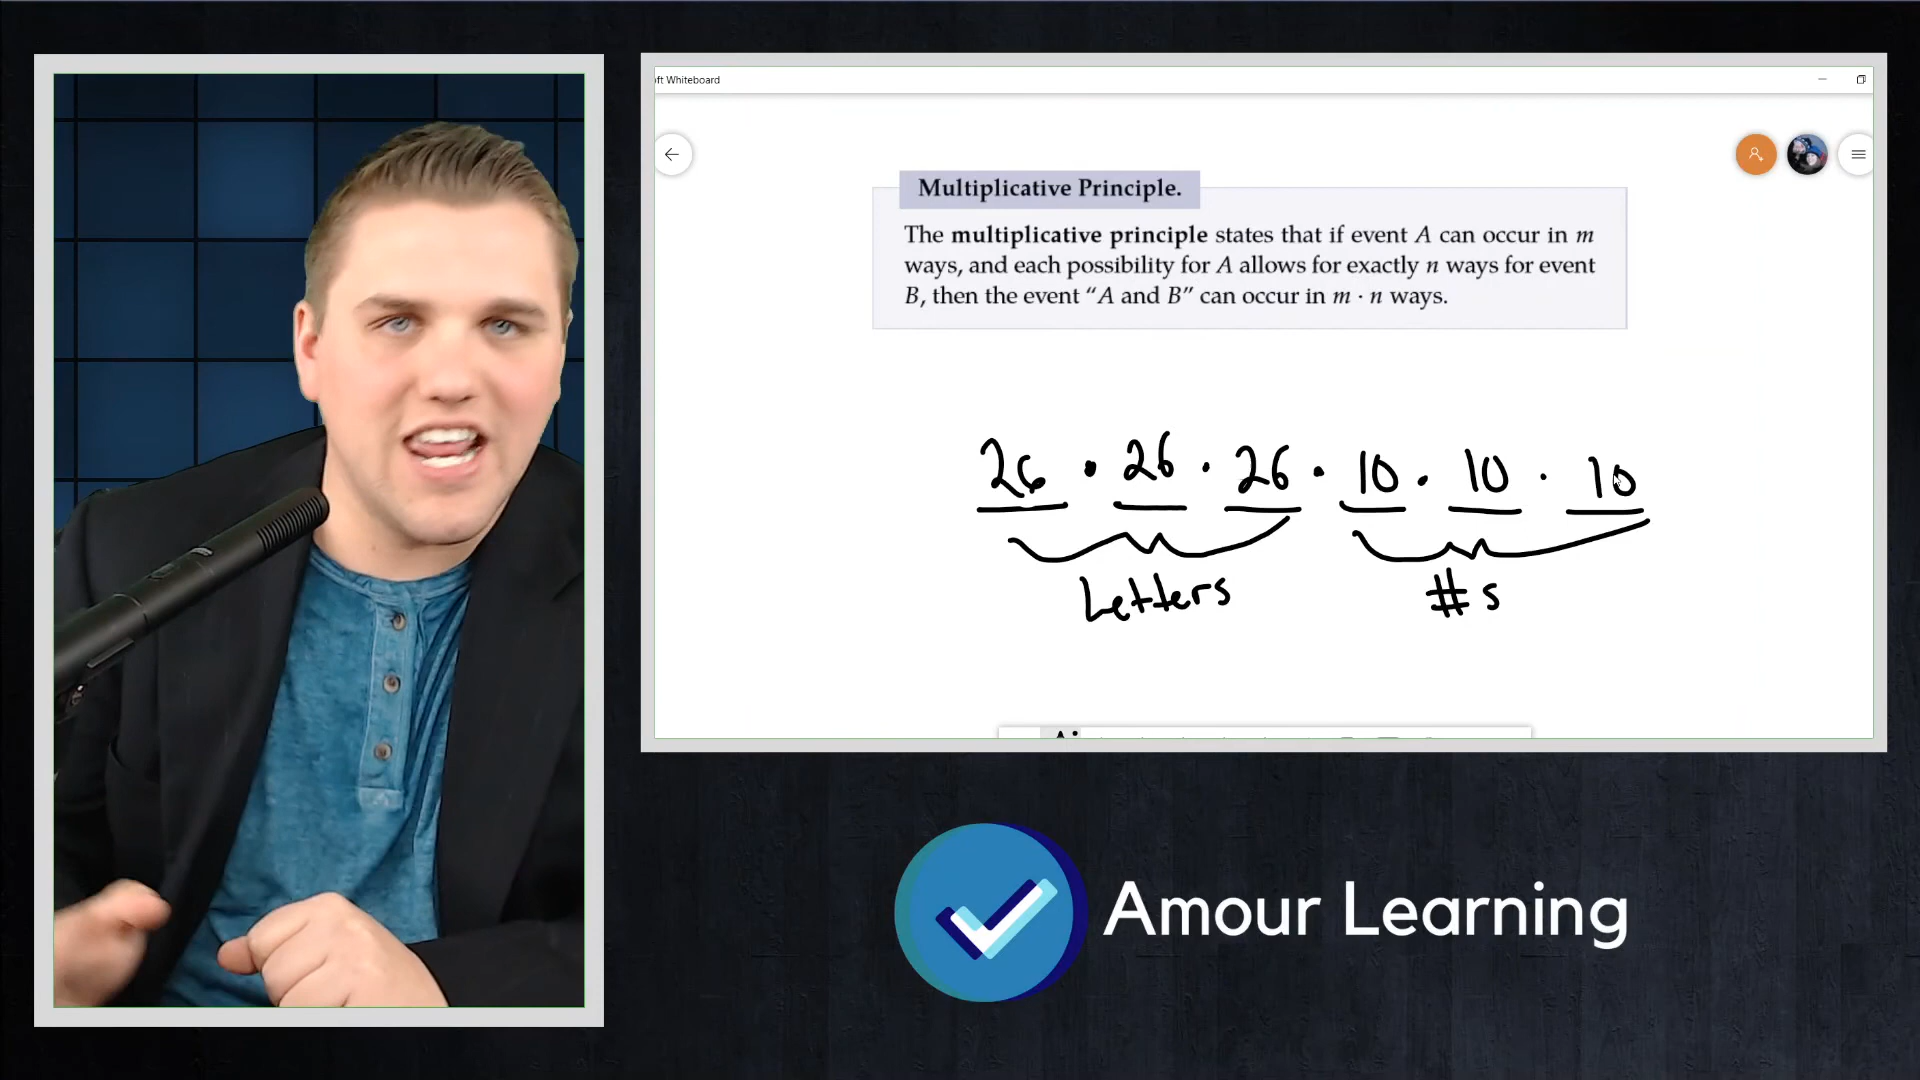 ft Whiteboard
Multiplicative Principle.
The multiplicative principle states that if event A can occur in m
ways, and each possibility for A allows for exactly n ways for event
B, then the event “A and B” can occur in m · n ways.
26 · 26 · 26 · 10 · 10 · 10
Letters #s
Amour Learning